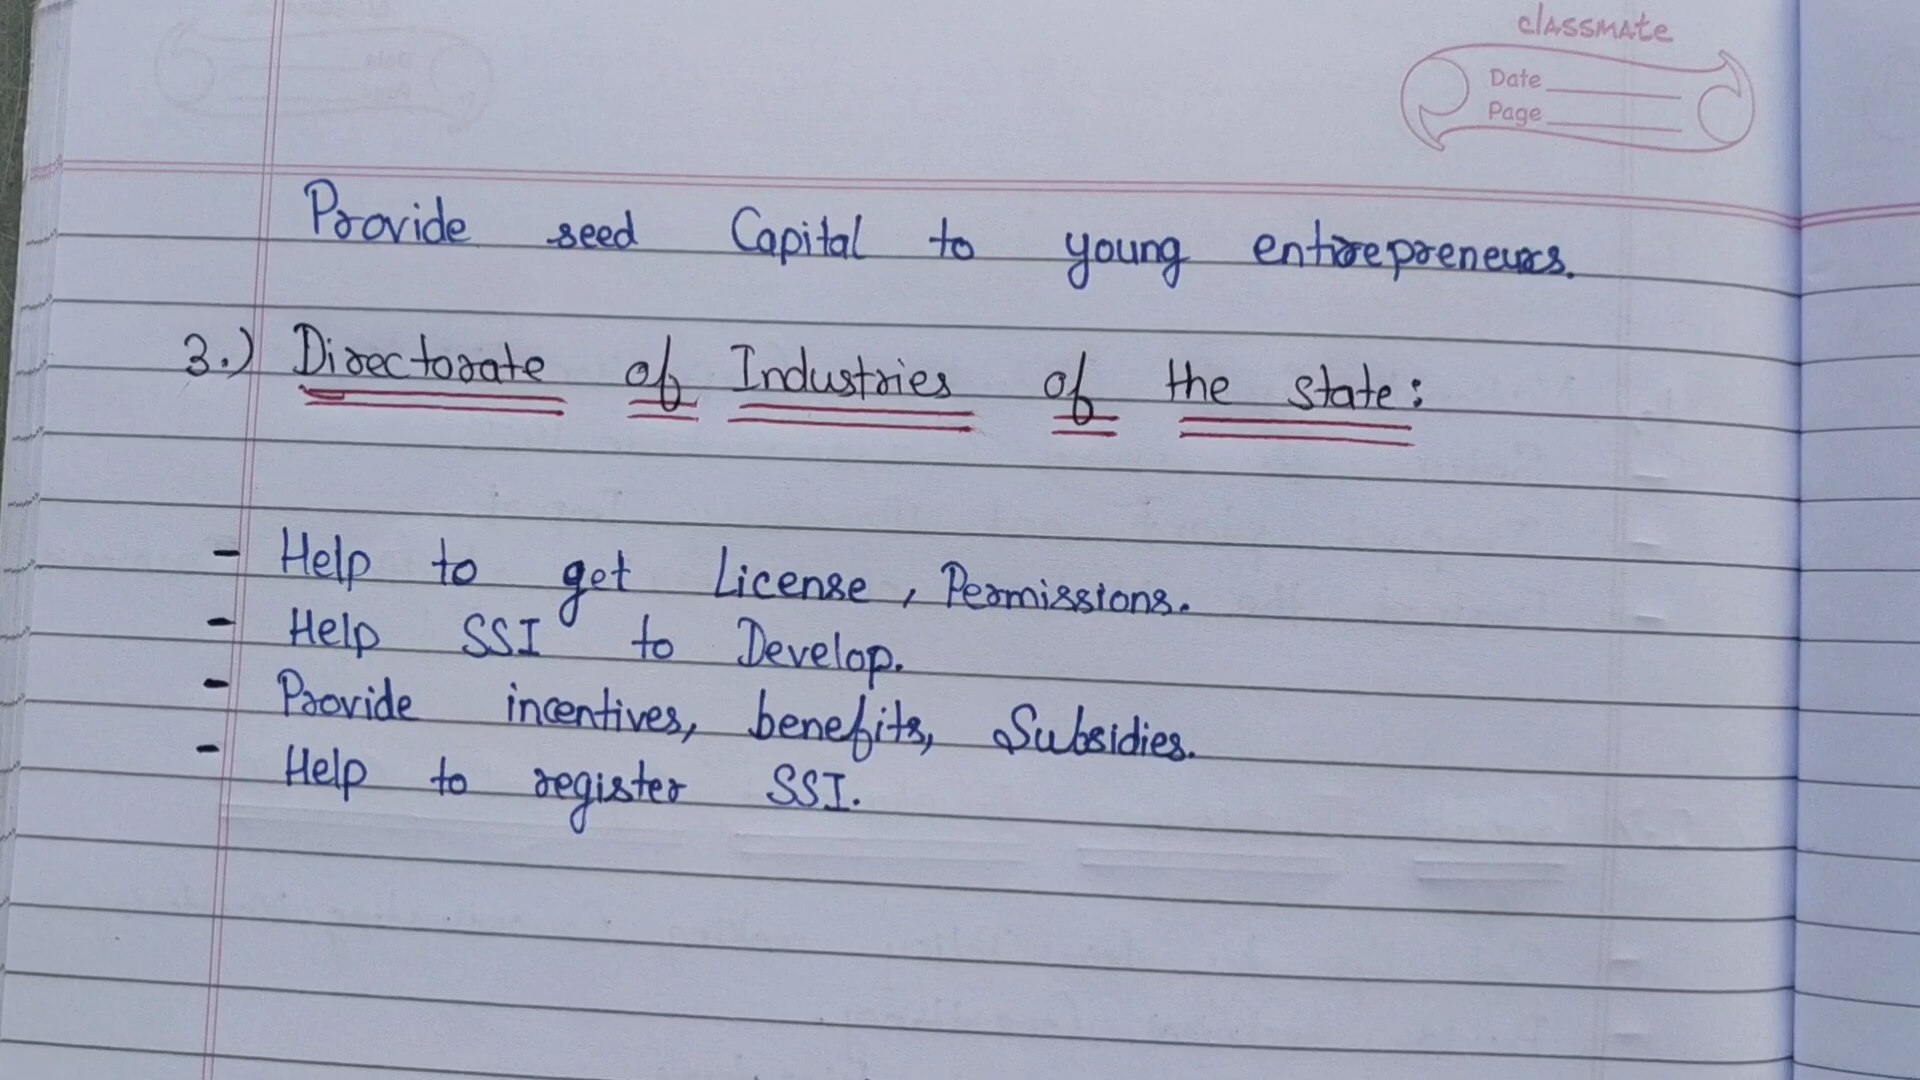 classmate
Date
Page
Provide seed Capital to young entrepreneurs.
3.) Directorate of Industries of the state:
- Help to get License, Permissions.
- Help SSI to Develop.
- Provide incentives, benefits, Subsidies.
- Help to register SSI.